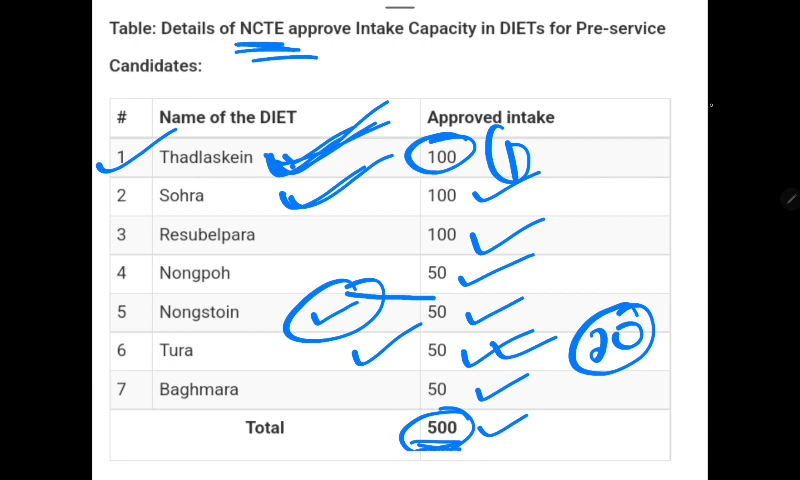 Table: Details of NCTE approve Intake Capacity in DIETs for Pre-service
Candidates:
# Name of the DIET Approved intake
1 Thadlaskein 100
2 Sohra 100
3 Resubelpara 100
4 Nongpoh 50
5 Nongstoin 50
6 Tura 50 20
7 Baghmara 50
Total 500